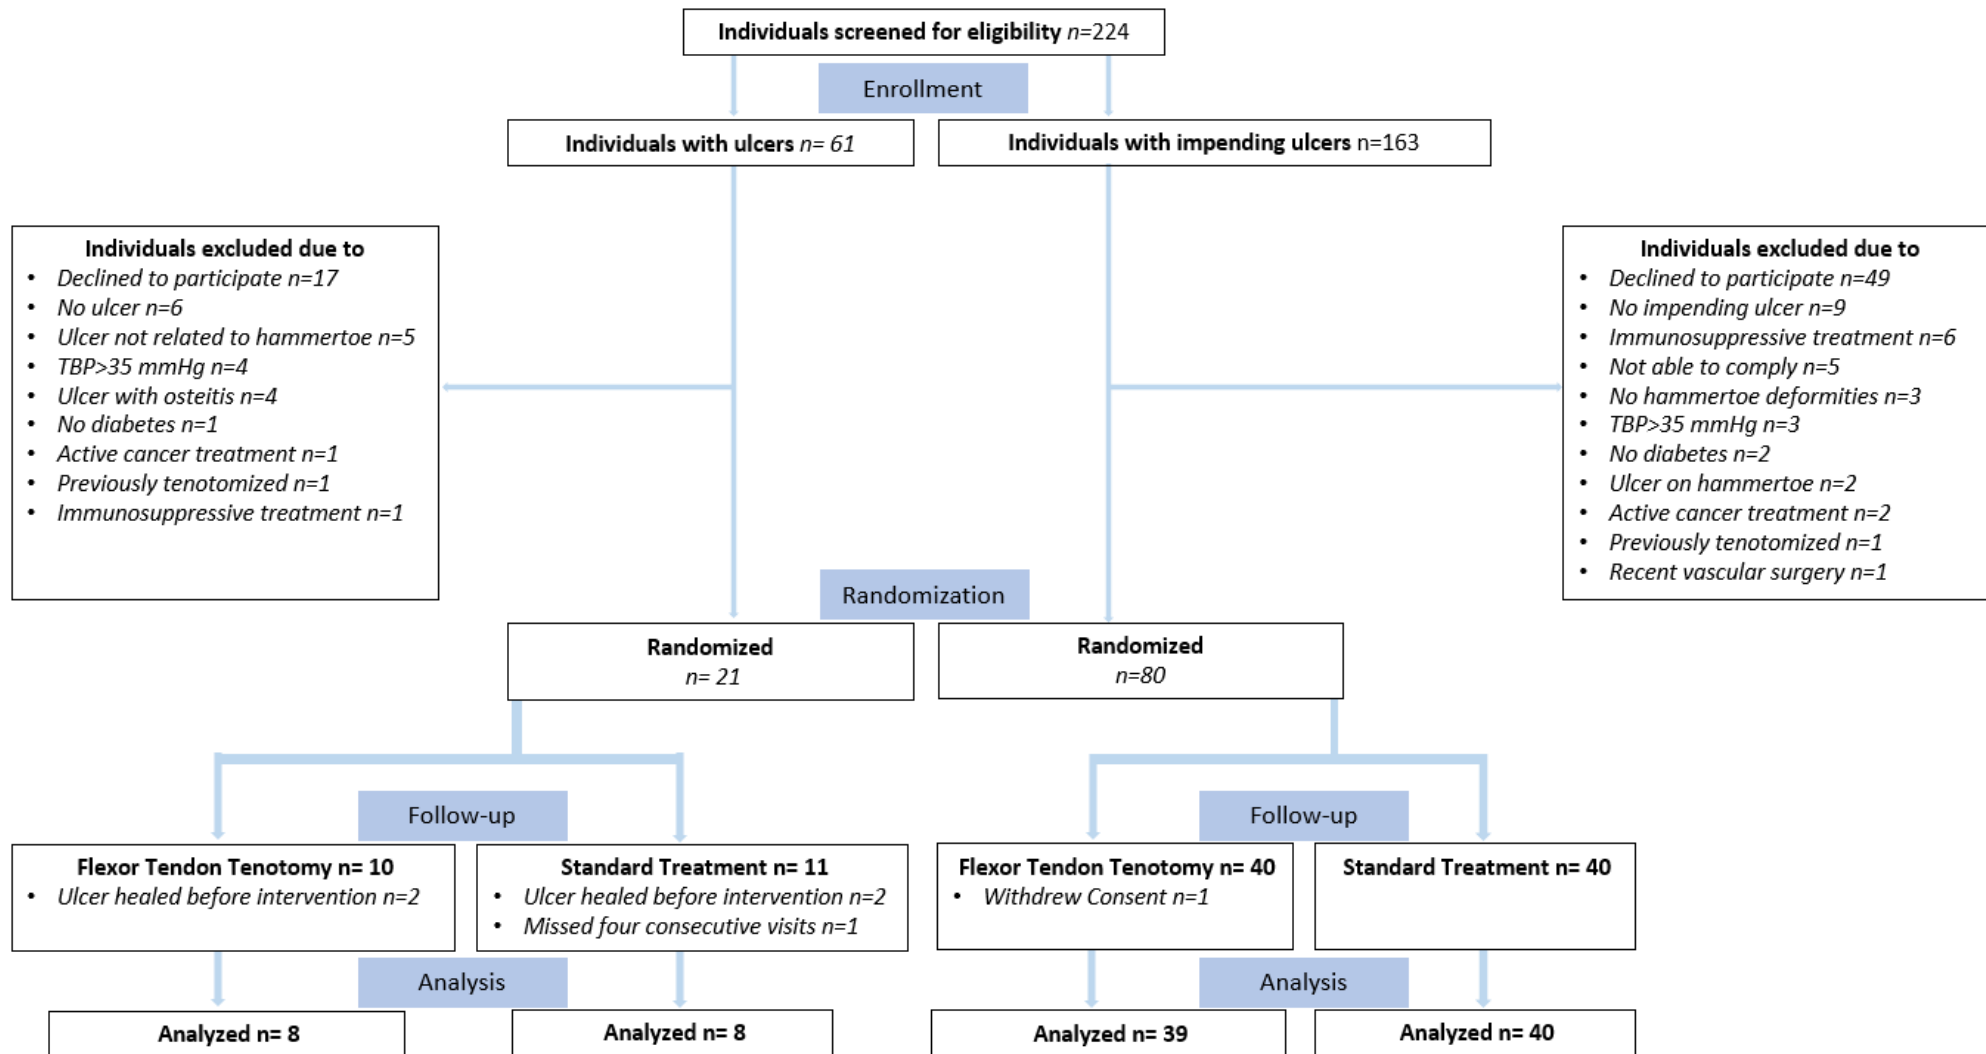 Individuals screened for eligibility n=224
Enrollment
Individuals with ulcers n= 61
Individuals with impending ulcers n=163
Individuals excluded due to
• Declined to participate n=17
• No ulcer n=6
• Ulcer not related to hammertoe n=5
• TBP>35 mmHg n=4
• Ulcer with osteitis n=4
• No diabetes n=1
• Active cancer treatment n=1
• Previously tenotomized n=1
• Immunosuppressive treatment n=1
Individuals excluded due to
• Declined to participate n=49
• No impending ulcer n=9
• Immunosuppressive treatment n=6
• Not able to comply n=5
• No hammertoe deformities n=3
• TBP>35 mmHg n=3
• No diabetes n=2
• Ulcer on hammertoe n=2
• Active cancer treatment n=2
• Previously tenotomized n=1
• Recent vascular surgery n=1
Randomization
Randomized
n= 21
Randomized
n=80
Follow-up
Follow-up
Flexor Tendon Tenotomy n= 10
• Ulcer healed before intervention n=2
Standard Treatment n= 11
• Ulcer healed before intervention n=2
• Missed four consecutive visits n=1
Flexor Tendon Tenotomy n= 40
• Withdrew Consent n=1
Standard Treatment n= 40
Analysis
Analysis
Analyzed n= 8
Analyzed n= 8
Analyzed n= 39
Analyzed n= 40